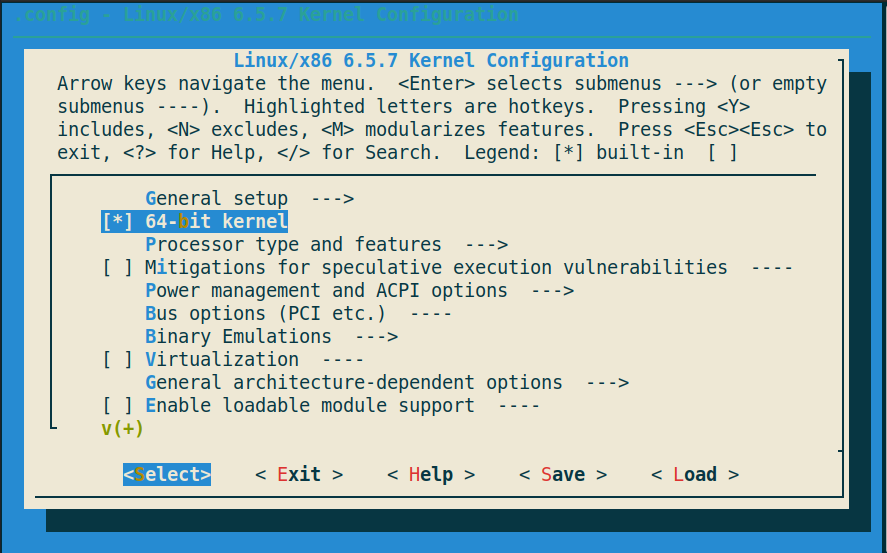 .config - Linux/x86 6.5.7 Kernel Configuration
Linux/x86 6.5.7 Kernel Configuration
Arrow keys navigate the menu.  <Enter> selects submenus ---> (or empty
submenus ----).  Highlighted letters are hotkeys.  Pressing <Y>
includes, <N> excludes, <M> modularizes features.  Press <Esc><Esc> to
exit, <?> for Help, </> for Search.  Legend: [*] built-in  [ ]
General setup  --->
[*] 64-bit kernel
Processor type and features  --->
[ ] Mitigations for speculative execution vulnerabilities  ----
Power management and ACPI options  --->
Bus options (PCI etc.)  ----
Binary Emulations  --->
[ ] Virtualization  ----
General architecture-dependent options  --->
[ ] Enable loadable module support  ----
v(+)
<Select>    < Exit >    < Help >    < Save >    < Load >